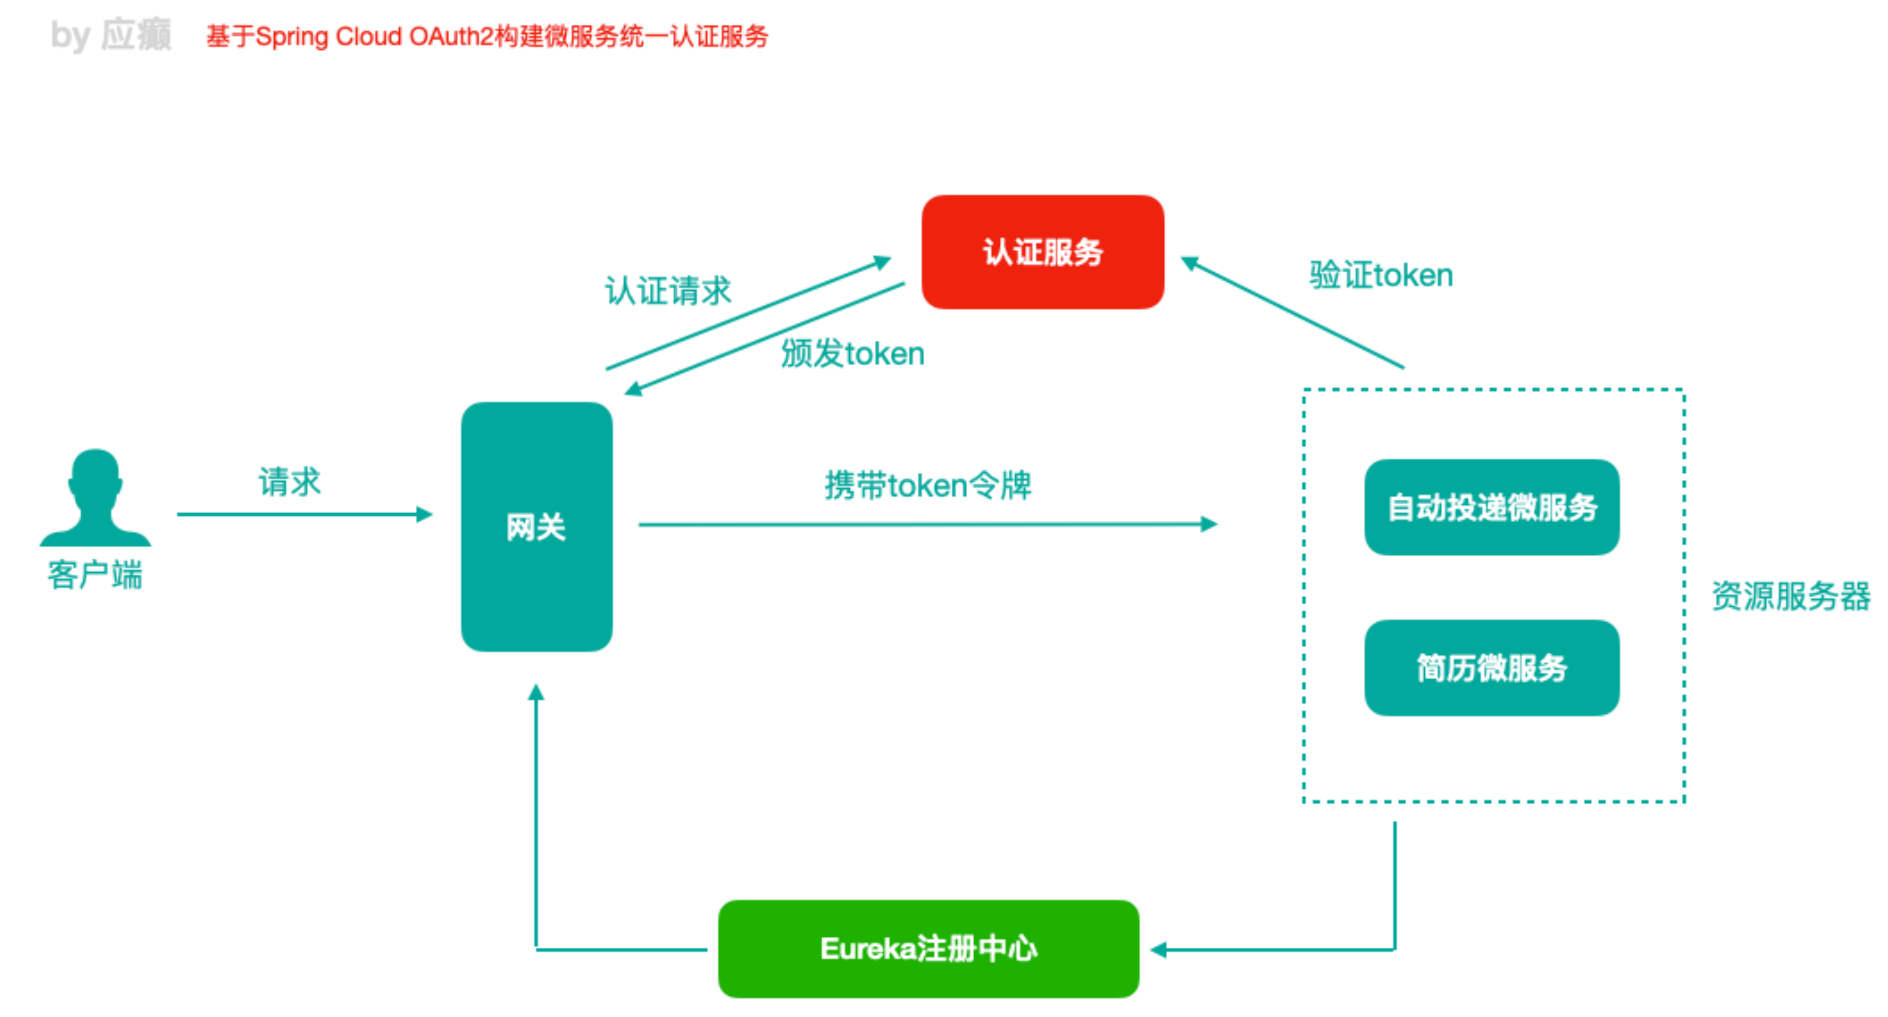 by 应癫 基于Spring Cloud OAuth2构建微服务统一认证服务
认证服务
验证token
认证请求
颁发token
请求
携带token令牌
网关
客户端
自动投递微服务
资源服务器
简历微服务
Eureka注册中心